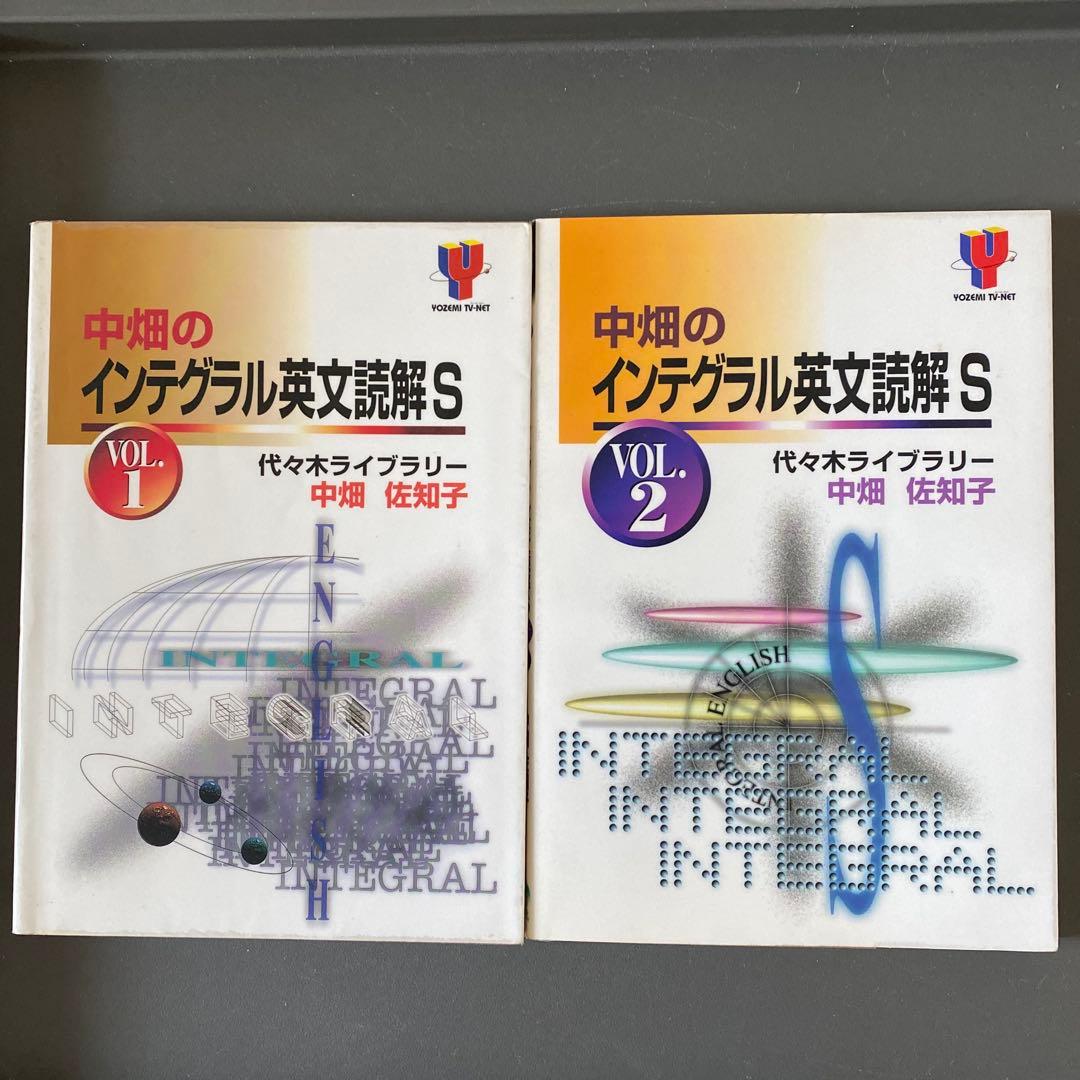 YOZEMI TV-NET
中畑の
インテグラル英文読解S
VOL.
1
代々木ライブラリー
中畑 佐知子
ENGLISH
INTEGRAL
INTEGRAL
INTEGRAL
INTEGRAL
YOZEMI TV-NET
中畑の
インテグラル英文読解S
VOL.
2
代々木ライブラリー
中畑 佐知子
S
INTEGRAL ENGLISH
INTEGRAL
INTEGRAL
INTEGRAL